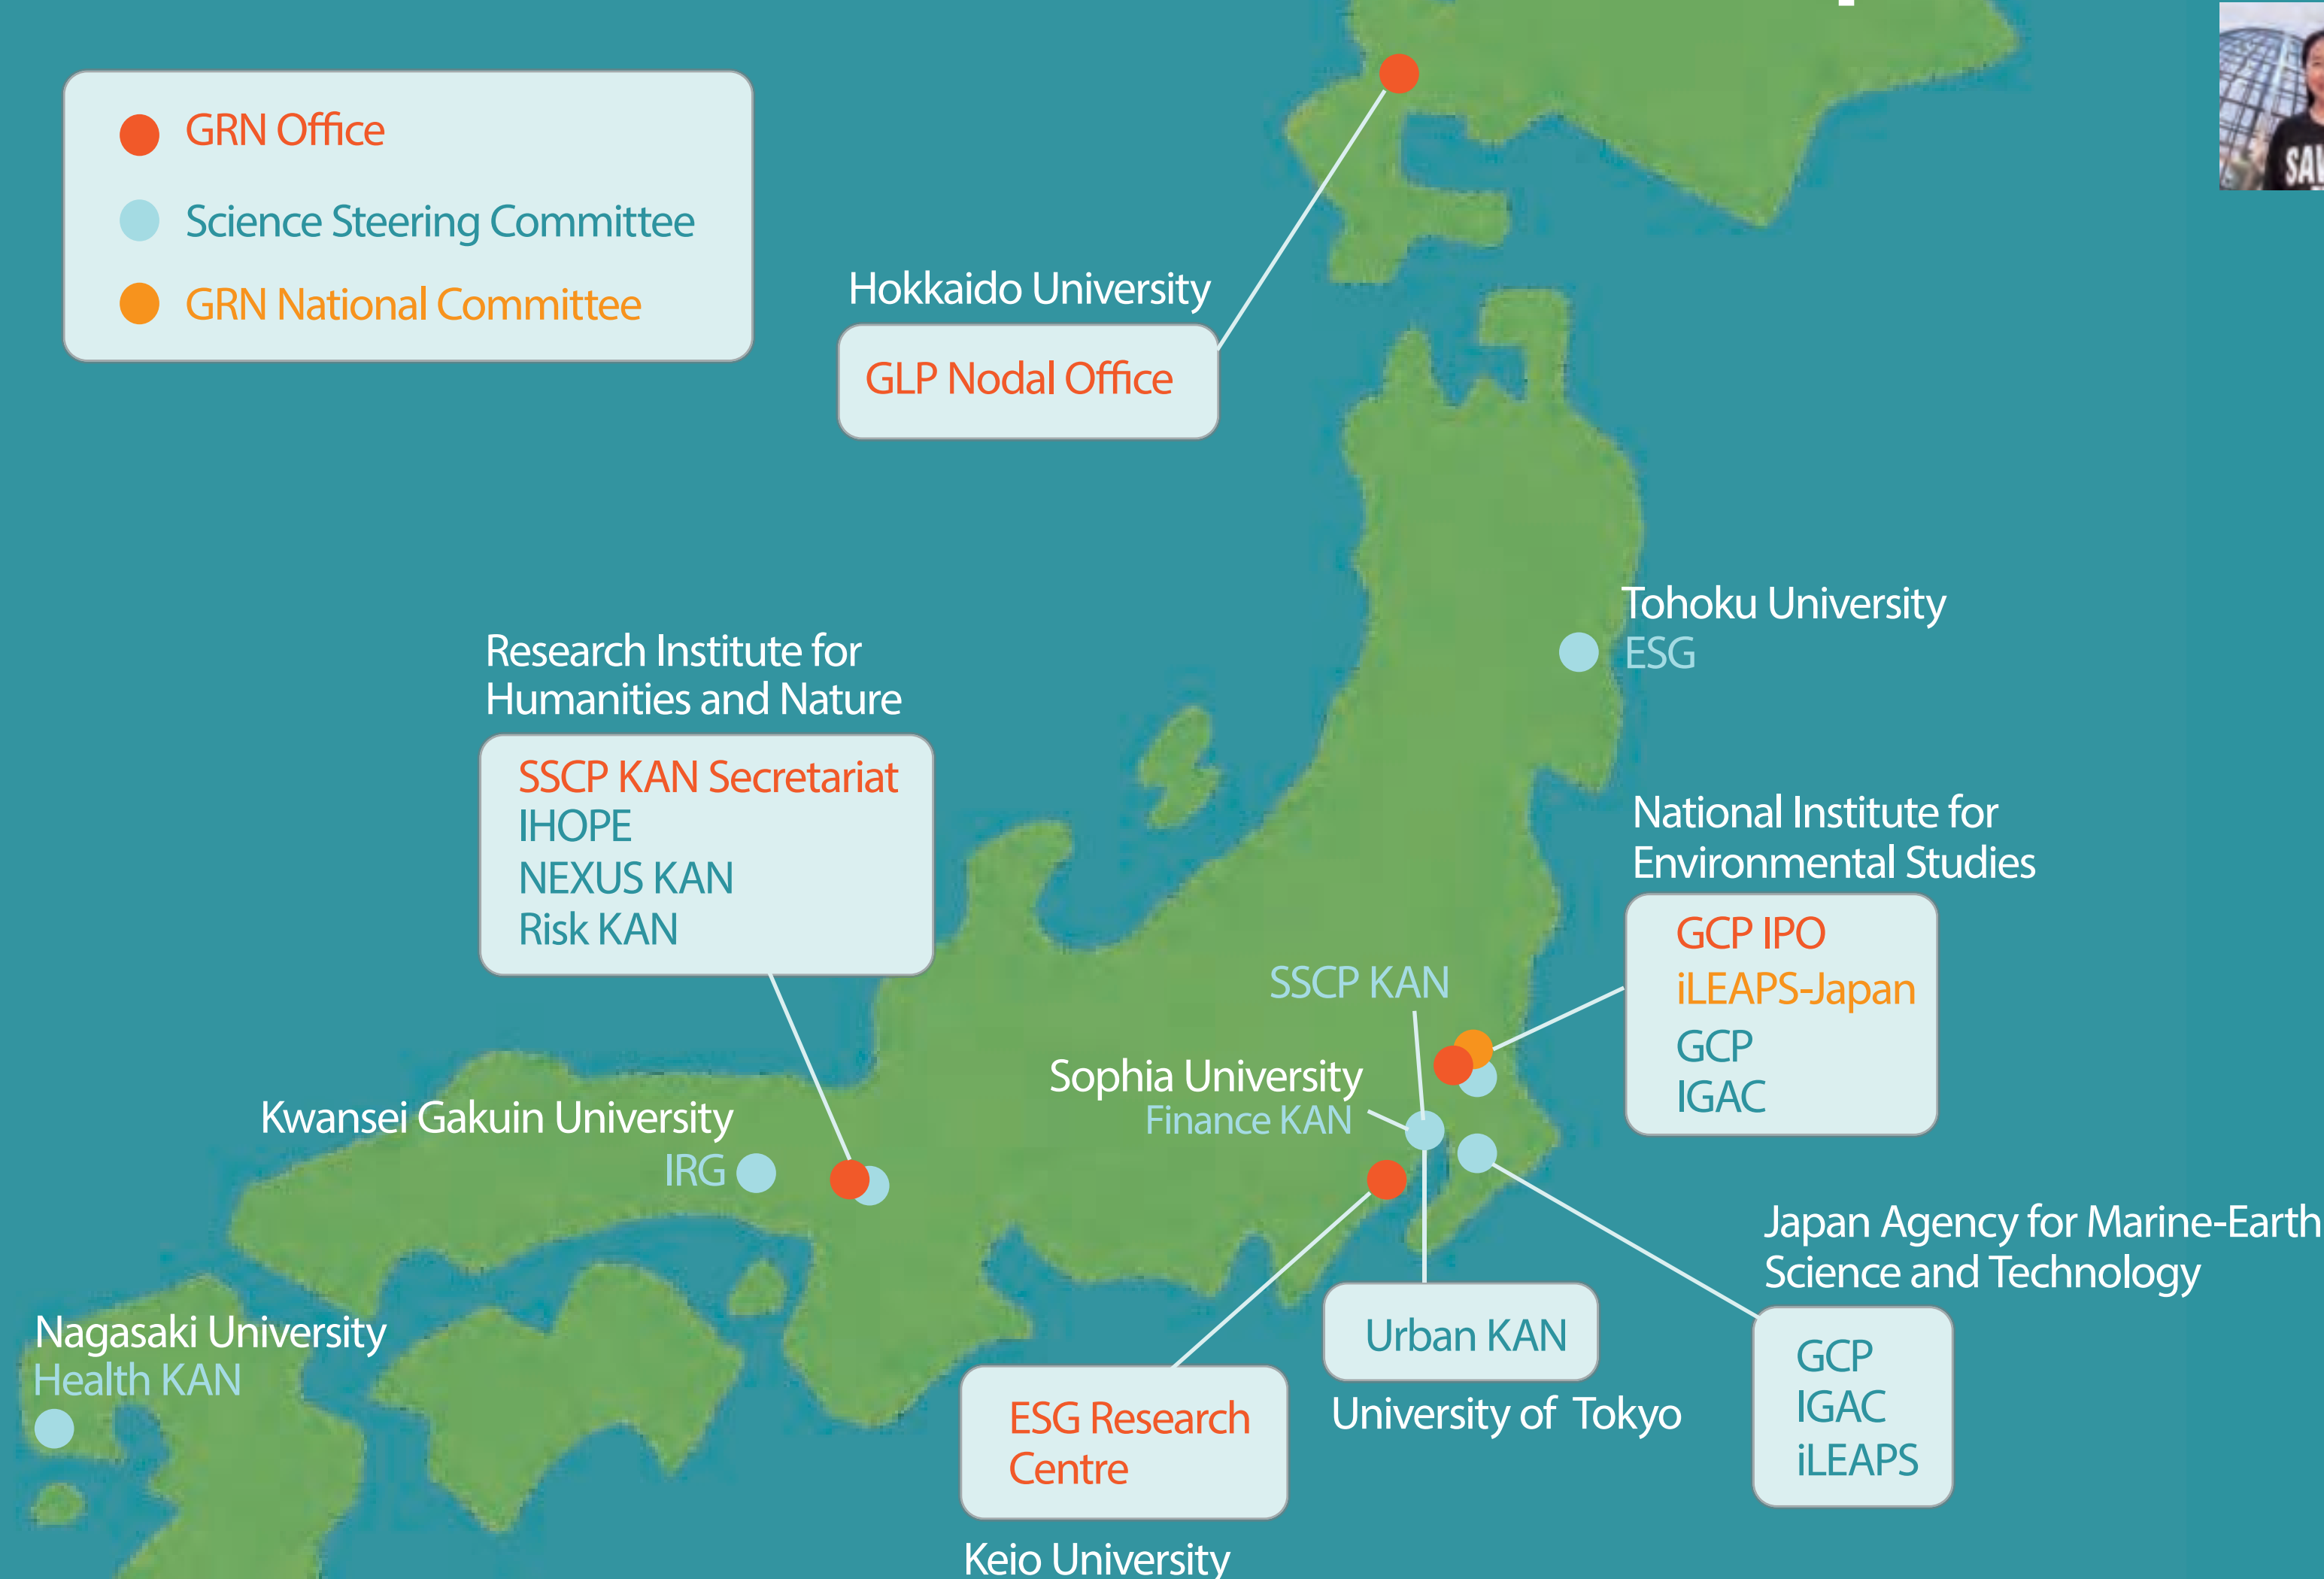 GRN Office
Science Steering Committee
GRN National Committee
Hokkaido University
GLP Nodal Office
Tohoku University
ESG
Research Institute for
Humanities and Nature
SSCP KAN Secretariat
IHOPE
NEXUS KAN
Risk KAN
National Institute for
Environmental Studies
GCP IPO
iLEAPS-Japan
GCP
IGAC
SSCP KAN
Sophia University
Finance KAN
Kwansei Gakuin University
IRG
Japan Agency for Marine-Earth
Science and Technology
GCP
IGAC
iLEAPS
Urban KAN
University of Tokyo
Nagasaki University
Health KAN
ESG Research
Centre
Keio University